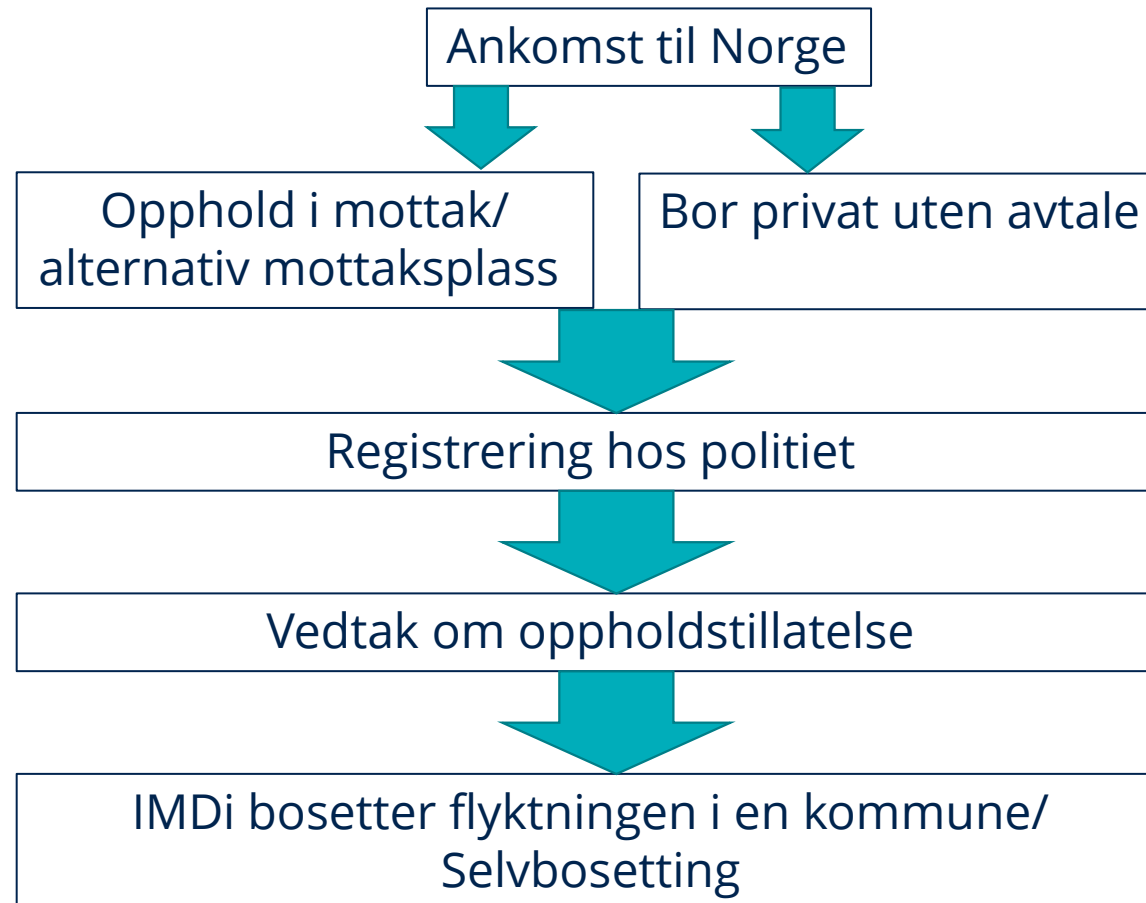 Ankomst til Norge
Opphold i mottak/
alternativ mottaksplass
Bor privat uten avtale
Registrering hos politiet
Vedtak om oppholdstillatelse
IMDi bosetter flyktningen i en kommune/
Selvbosetting